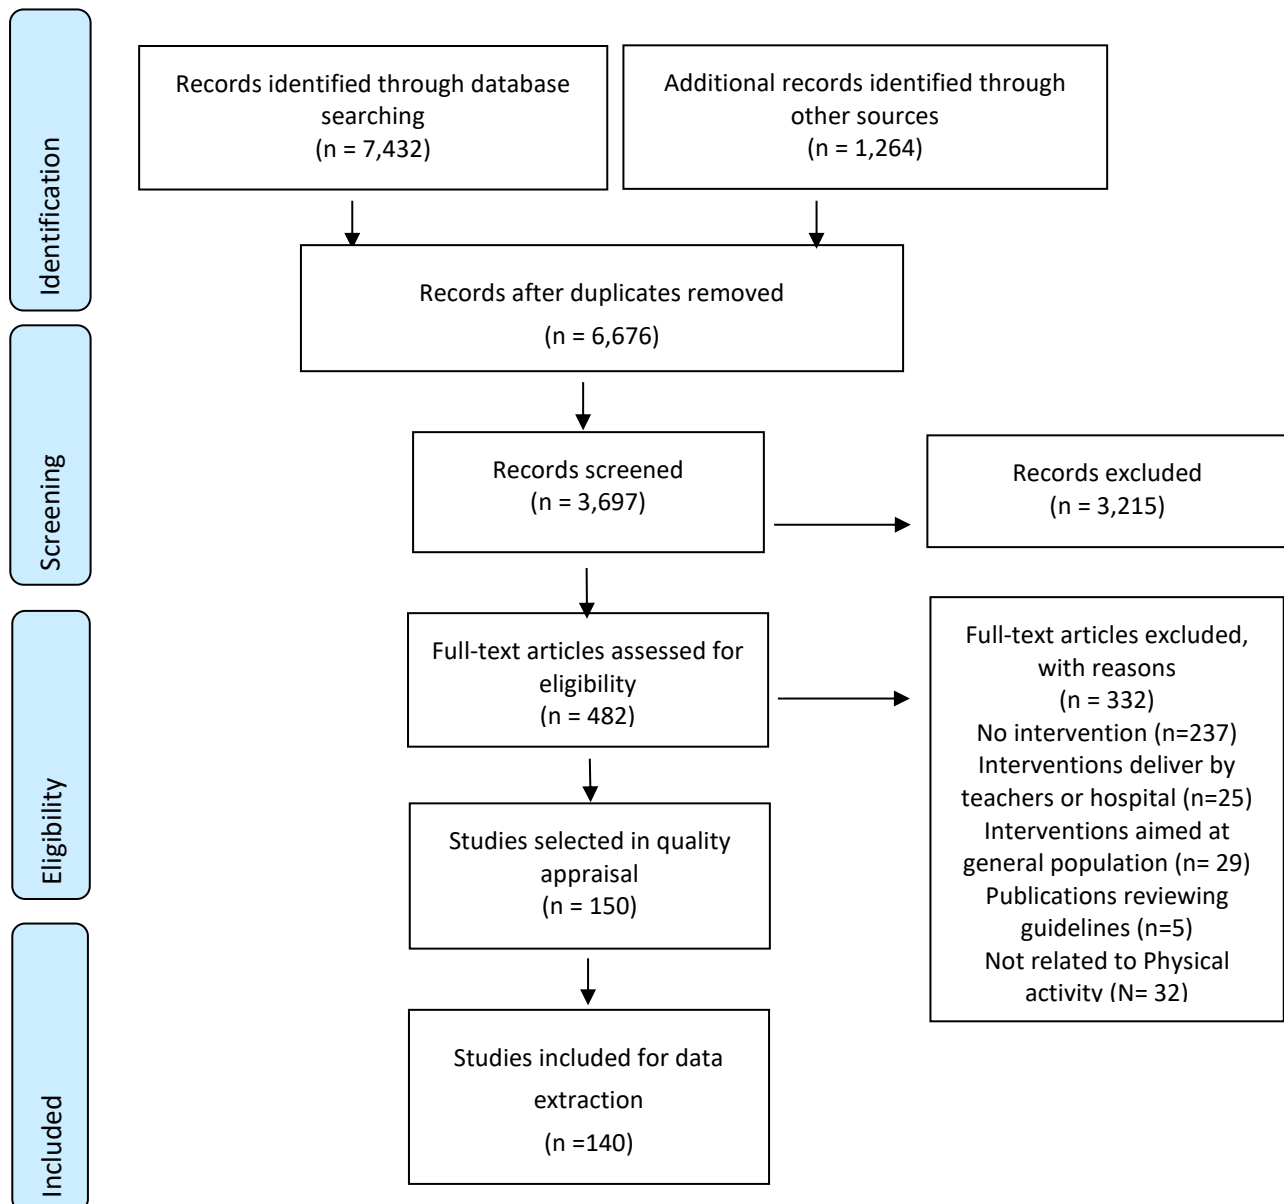 Identification
Records identified through database
searching
(n = 7,432)
Additional records identified through
other sources
(n = 1,264)
Records after duplicates removed
(n = 6,676)
Screening
Records screened
(n = 3,697)
Records excluded
(n = 3,215)
Eligibility
Full-text articles assessed for
eligibility
(n = 482)
Full-text articles excluded,
with reasons
(n = 332)
No intervention (n=237)
Interventions deliver by
teachers or hospital (n=25)
Interventions aimed at
general population (n= 29)
Publications reviewing
guidelines (n=5)
Not related to Physical
activity (N= 32)
Studies selected in quality
appraisal
(n = 150)
Included
Studies included for data
extraction
(n =140)